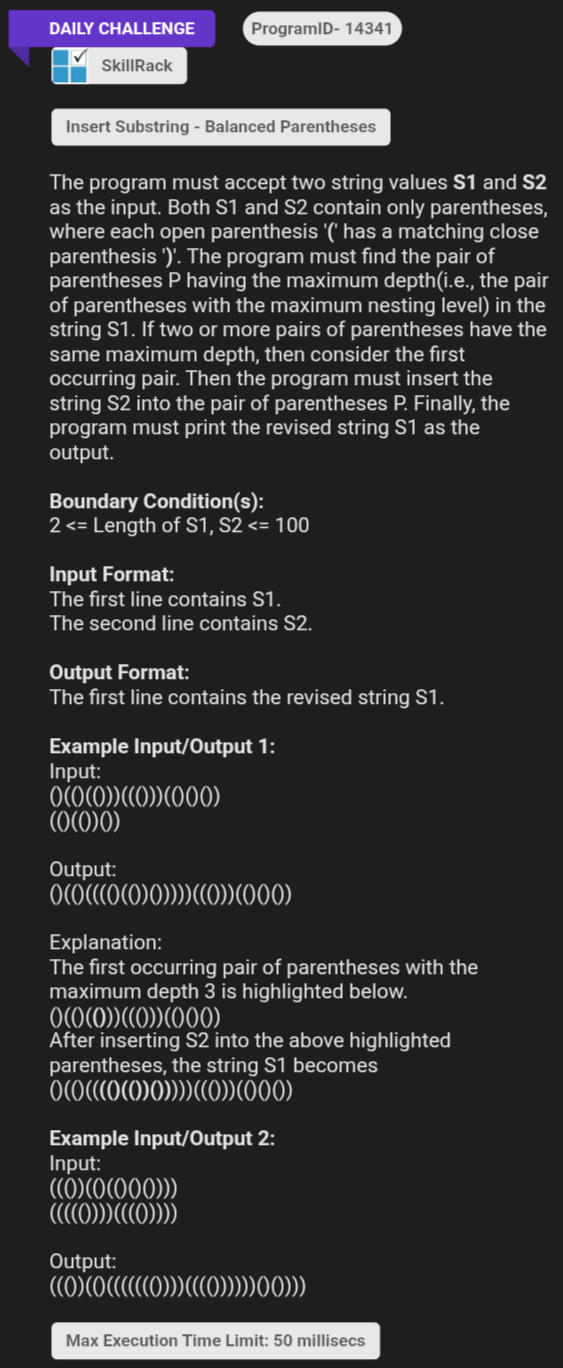 DAILY CHALLENGE
ProgramID- 14341
SkillRack
Insert Substring - Balanced Parentheses
The program must accept two string values S1 and S2
as the input. Both S1 and S2 contain only parentheses,
where each open parenthesis '(' has a matching close
parenthesis ')'. The program must find the pair of
parentheses P having the maximum depth(i.e., the pair
of parentheses with the maximum nesting level) in the
string S1. If two or more pairs of parentheses have the
same maximum depth, then consider the first
occurring pair. Then the program must insert the
string S2 into the pair of parentheses P. Finally, the
program must print the revised string S1 as the
output.
Boundary Condition(s):
2 <= Length of S1, S2 <= 100
Input Format:
The first line contains S1.
The second line contains S2.
Output Format:
The first line contains the revised string S1.
Example Input/Output 1:
Input:
()(()(()))((()))(()()())
(()(())())
Output:
()(()(((()(())()))))((()))(()()())
Explanation:
The first occurring pair of parentheses with the
maximum depth 3 is highlighted below.
()(()(()))((()))(()()())
After inserting S2 into the above highlighted
parentheses, the string S1 becomes
()(()(((()(())()))))((()))(()()())
Example Input/Output 2:
Input:
((())(()(()()())))
((((())))(((()))))
Output:
((())(()((((((())))(((())))))()())))
Max Execution Time Limit: 50 millisecs